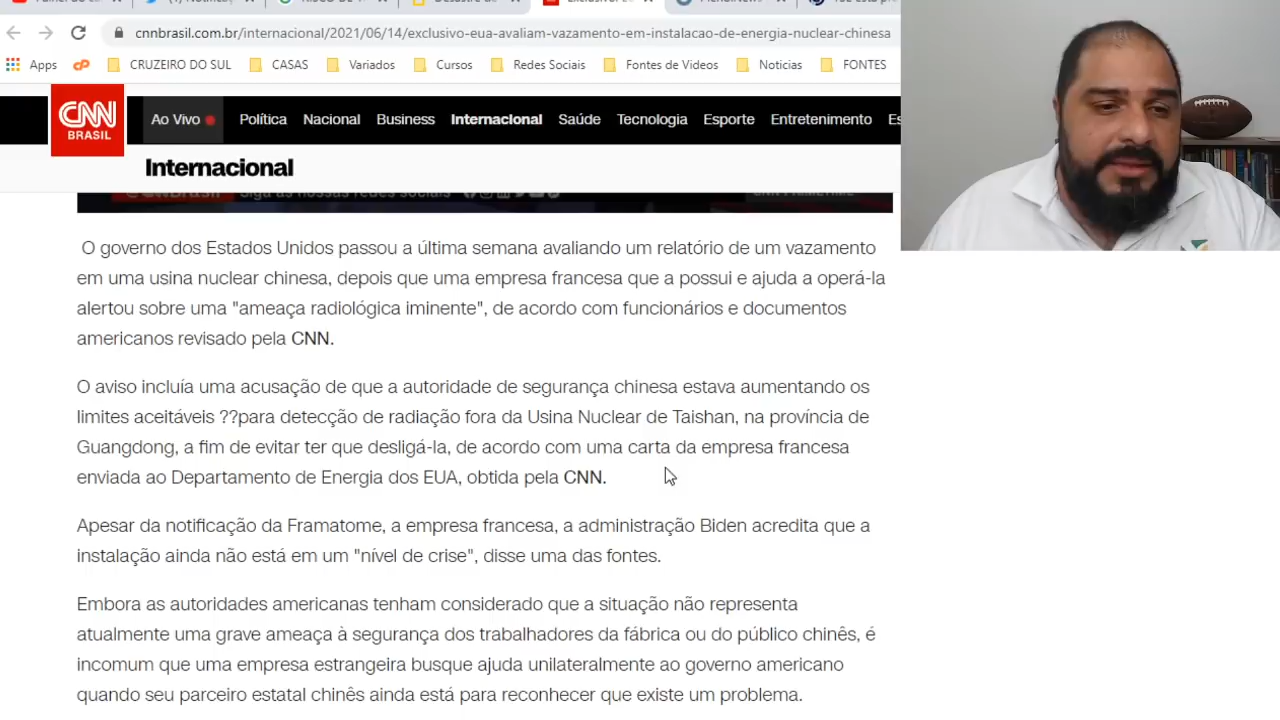 cnnbrasil.com.br/internacional/2021/06/14/exclusivo-eua-avaliam-vazamento-em-instalacao-de-energia-nuclear-chinesa
Apps CRUZEIRO DO SUL CASAS Variados Cursos Redes Sociais Fontes de Videos Noticias FONTES
CNN BRASIL
Ao Vivo Política Nacional Business Internacional Saúde Tecnologia Esporte Entretenimento Es
Internacional
Siga as nossas redes sociais
O governo dos Estados Unidos passou a última semana avaliando um relatório de um vazamento
em uma usina nuclear chinesa, depois que uma empresa francesa que a possui e ajuda a operá-la
alertou sobre uma "ameaça radiológica iminente", de acordo com funcionários e documentos
americanos revisado pela CNN.
O aviso incluía uma acusação de que a autoridade de segurança chinesa estava aumentando os
limites aceitáveis ??para detecção de radiação fora da Usina Nuclear de Taishan, na província de
Guangdong, a fim de evitar ter que desligá-la, de acordo com uma carta da empresa francesa
enviada ao Departamento de Energia dos EUA, obtida pela CNN.
Apesar da notificação da Framatome, a empresa francesa, a administração Biden acredita que a
instalação ainda não está em um "nível de crise", disse uma das fontes.
Embora as autoridades americanas tenham considerado que a situação não representa
atualmente uma grave ameaça à segurança dos trabalhadores da fábrica ou do público chinês, é
incomum que uma empresa estrangeira busque ajuda unilateralmente ao governo americano
quando seu parceiro estatal chinês ainda está para reconhecer que existe um problema.